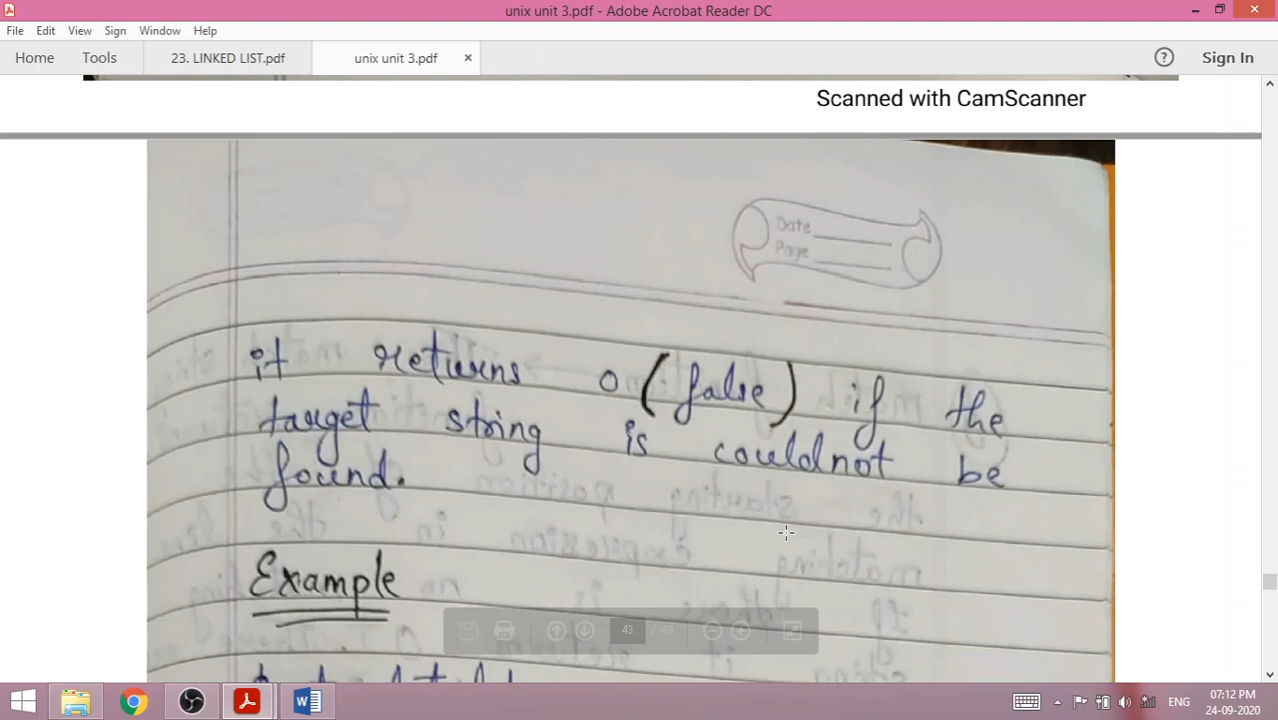 unix unit 3.pdf - Adobe Acrobat Reader DC
File Edit View Sign Window Help
Home Tools 23. LINKED LIST.pdf unix unit 3.pdf × ? Sign In
Scanned with CamScanner
Date
Page
it returns 0 (false) if the
target string is couldnot be
found.
Example
43 / 49
ENG 07:12 PM
24-09-2020